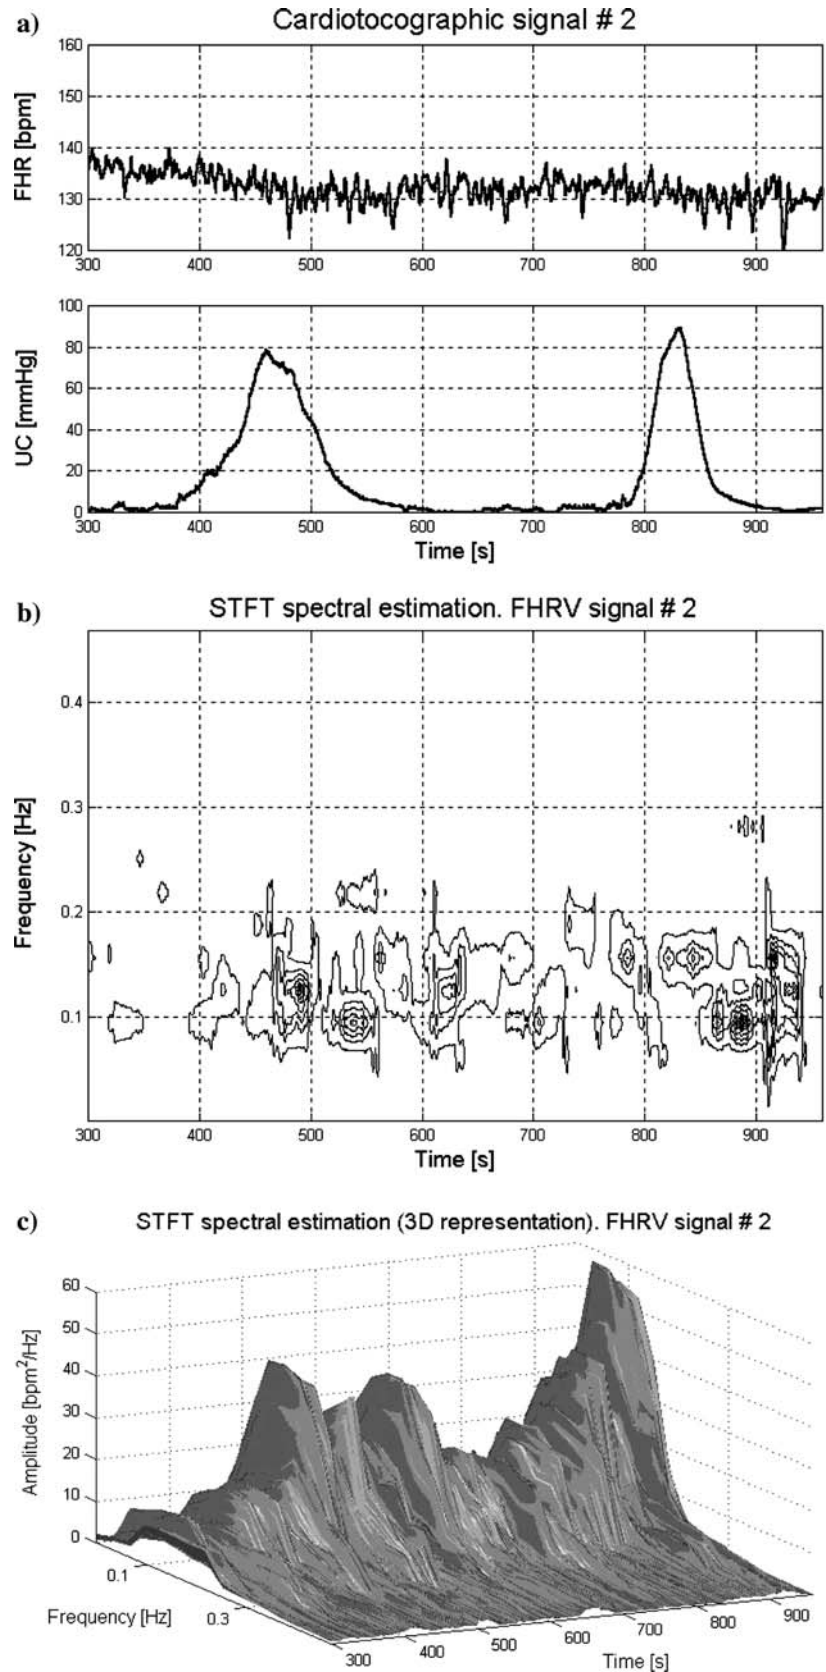 a)
Cardiotocographic signal # 2
FHR [bpm]
160
150
140
130
120
300 400 500 600 700 800 900
UC [mmHg]
100
80
60
40
20
0
300 400 500 600 700 800 900
Time [s]
b)
STFT spectral estimation. FHRV signal # 2
Frequency [Hz]
0.4
0.3
0.2
0.1
300 400 500 600 700 800 900
Time [s]
c)
STFT spectral estimation (3D representation). FHRV signal # 2
Amplitude [bpm²/Hz]
60
50
40
30
20
10
0
0.1
0.3
Frequency [Hz]
300 400 500 600 700 800 900
Time [s]